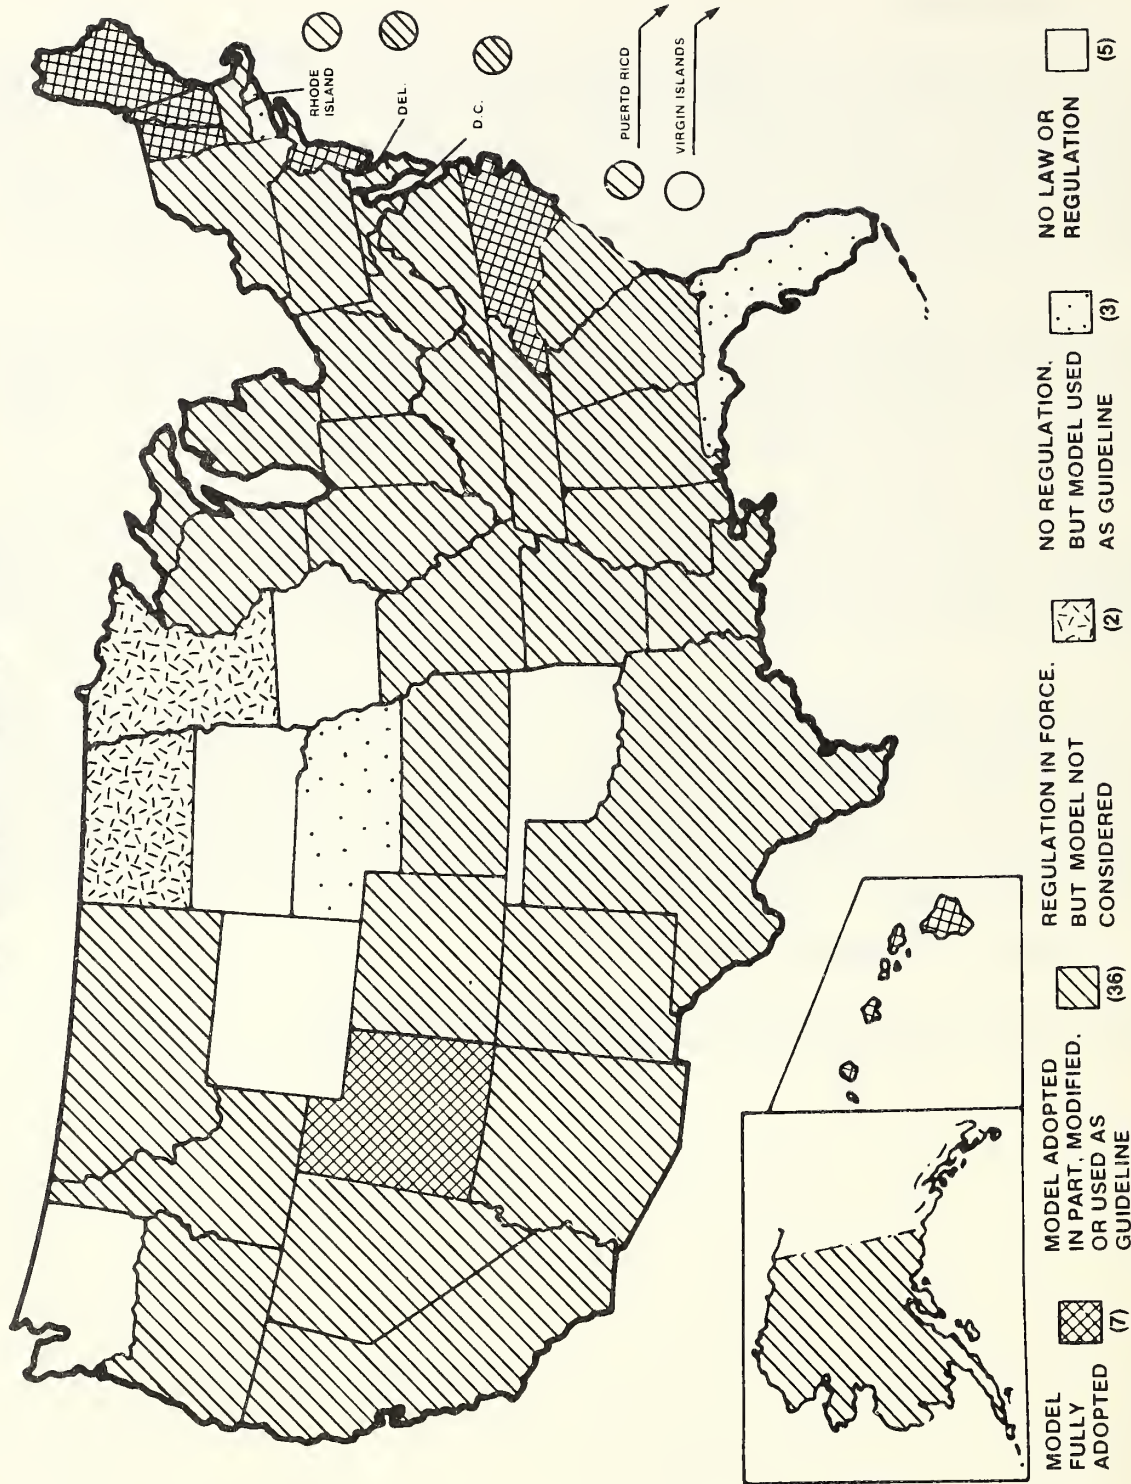 RHODE
ISLAND
DEL.
D.C.
PUERTD RICD
VIRGIN ISLANDS
MODEL
FULLY
ADOPTED
(7)
MODEL ADOPTED
IN PART, MODIFIED.
OR USED AS
GUIDELINE
(36)
REGULATION IN FORCE.
BUT MODEL NOT
CONSIDERED
(2)
NO REGULATION.
BUT MODEL USED
AS GUIDELINE
(3)
NO LAW OR
REGULATION
(5)